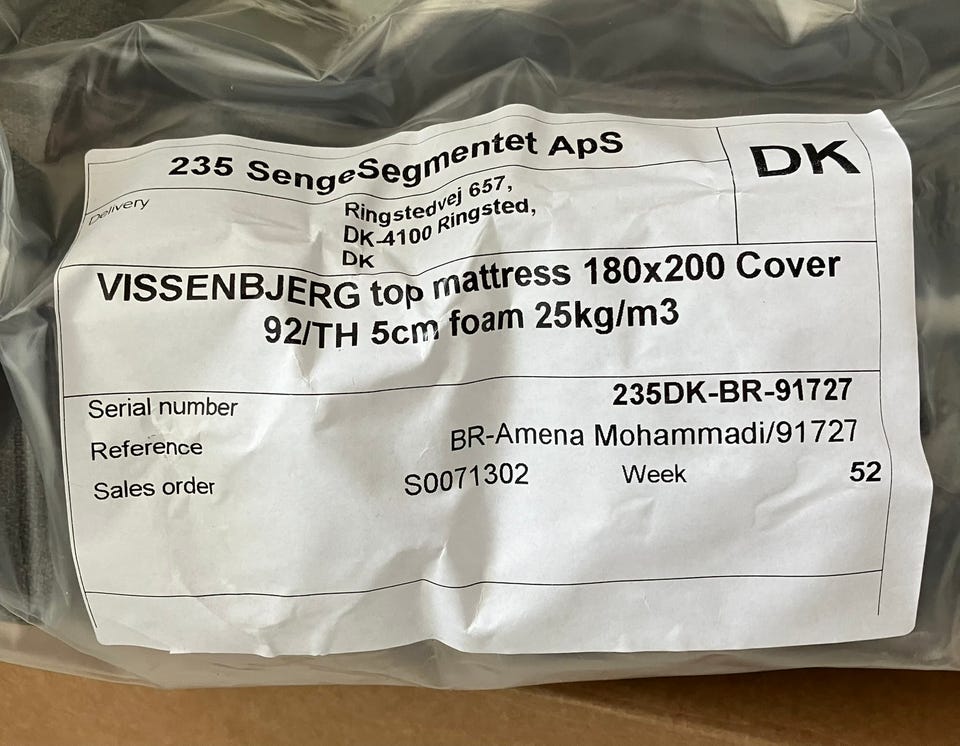 235 SengeSegmentet ApS
DK
Delivery
Ringstedvej 657,
DK-4100 Ringsted,
DK
VISSENBJERG top mattress 180x200 Cover
92/TH 5cm foam 25kg/m3
Serial number 235DK-BR-91727
Reference BR-Amena Mohammadi/91727
Sales order S0071302 Week 52